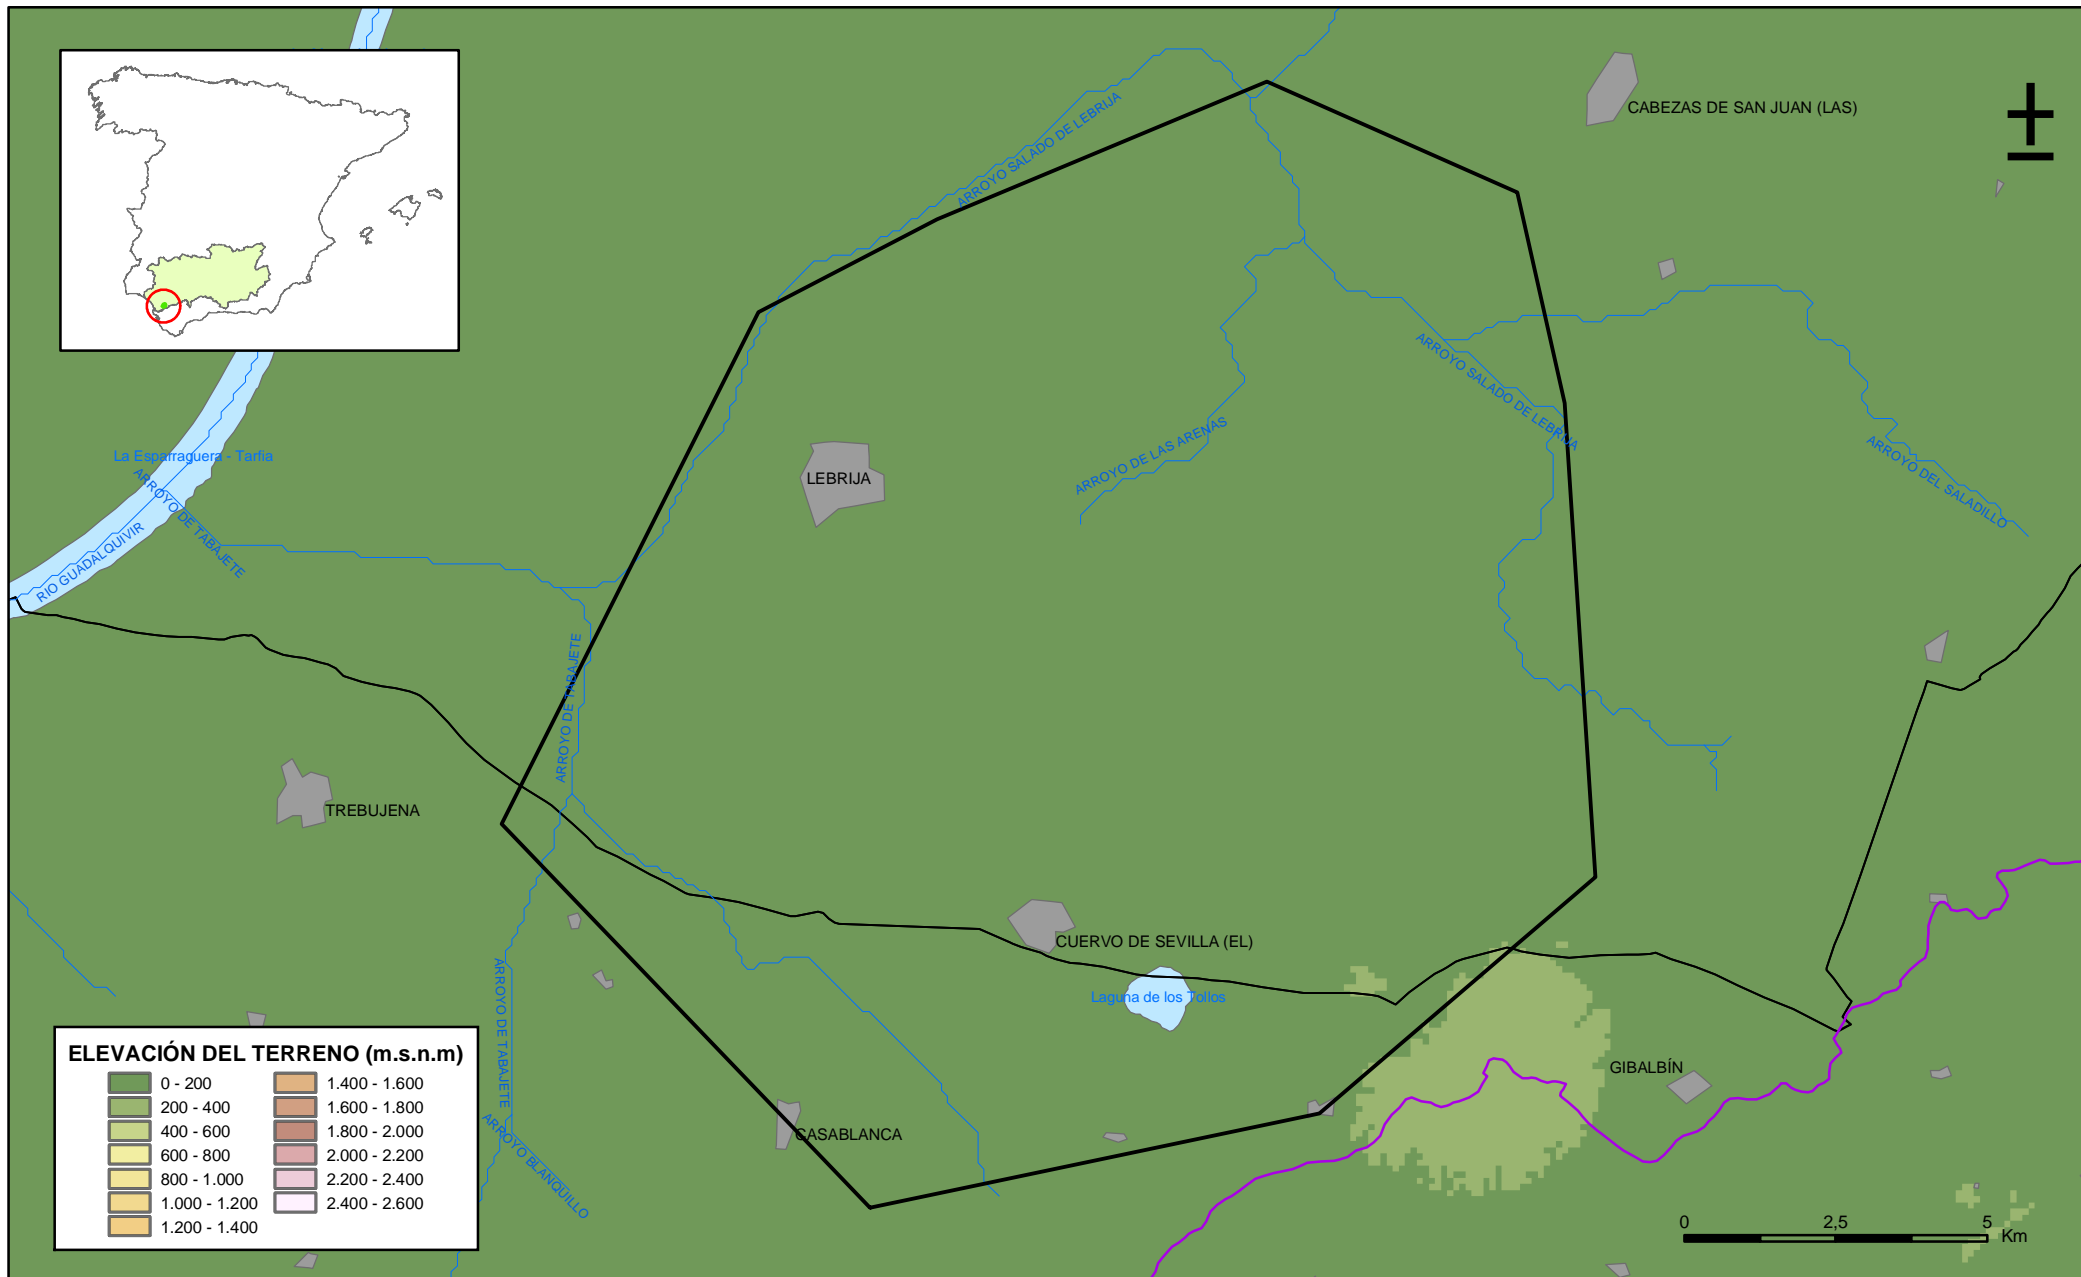 CABEZAS DE SAN JUAN (LAS)
ARROYO SALADO DE LEBRIJA
ARROYO SALADO DE LEBRIJA
ARROYO DE LAS ARENAS
ARROYO DEL SALADILLO
La Esparraguera - Tarfia
ARROYO DE TABAJETE
RIO GUADALQUIVIR
LEBRIJA
ARROYO DE TABAJETE
TREBUJENA
CUERVO DE SEVILLA (EL)
Laguna de los Tollos
ARROYO DE TABAJETE
GIBALBÍN
CASABLANCA
ARROYO BLANQUILLO
ELEVACIÓN DEL TERRENO (m.s.n.m)
0 - 200
200 - 400
400 - 600
600 - 800
800 - 1.000
1.000 - 1.200
1.200 - 1.400
1.400 - 1.600
1.600 - 1.800
1.800 - 2.000
2.000 - 2.200
2.200 - 2.400
2.400 - 2.600
0 2,5 5
Km